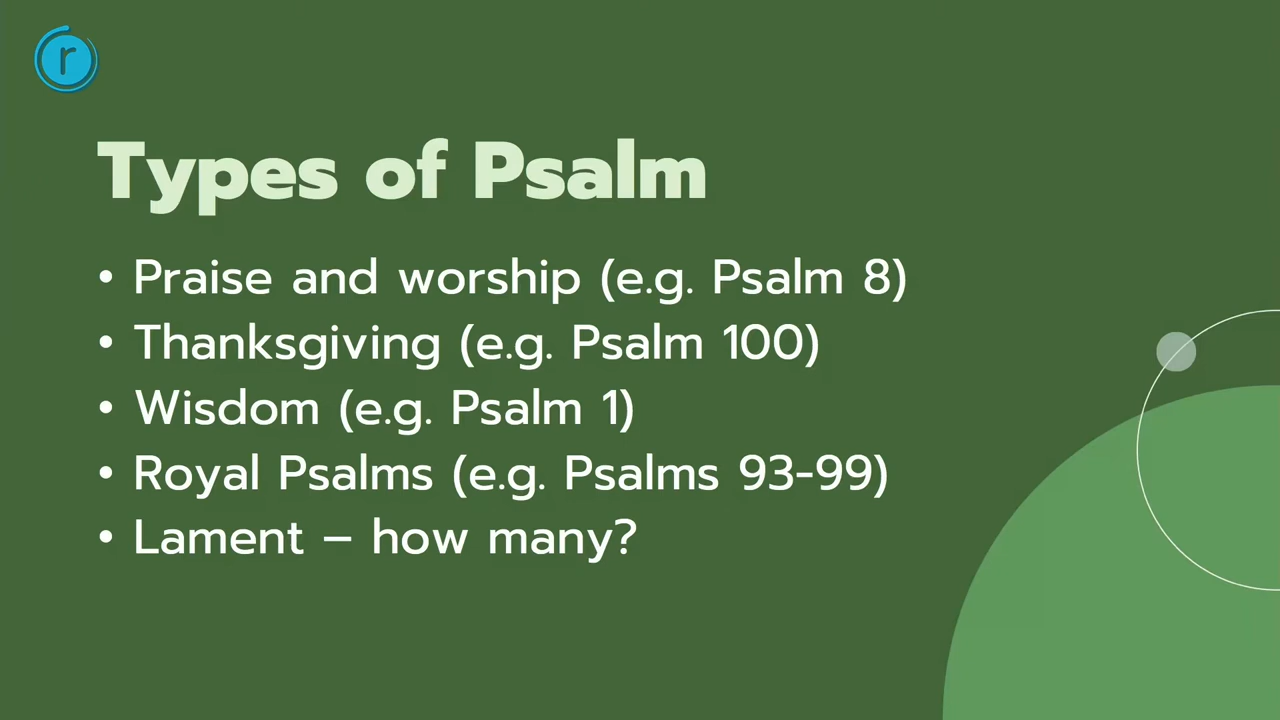 r
Types of Psalm
• Praise and worship (e.g. Psalm 8)
• Thanksgiving (e.g. Psalm 100)
• Wisdom (e.g. Psalm 1)
• Royal Psalms (e.g. Psalms 93-99)
• Lament – how many?